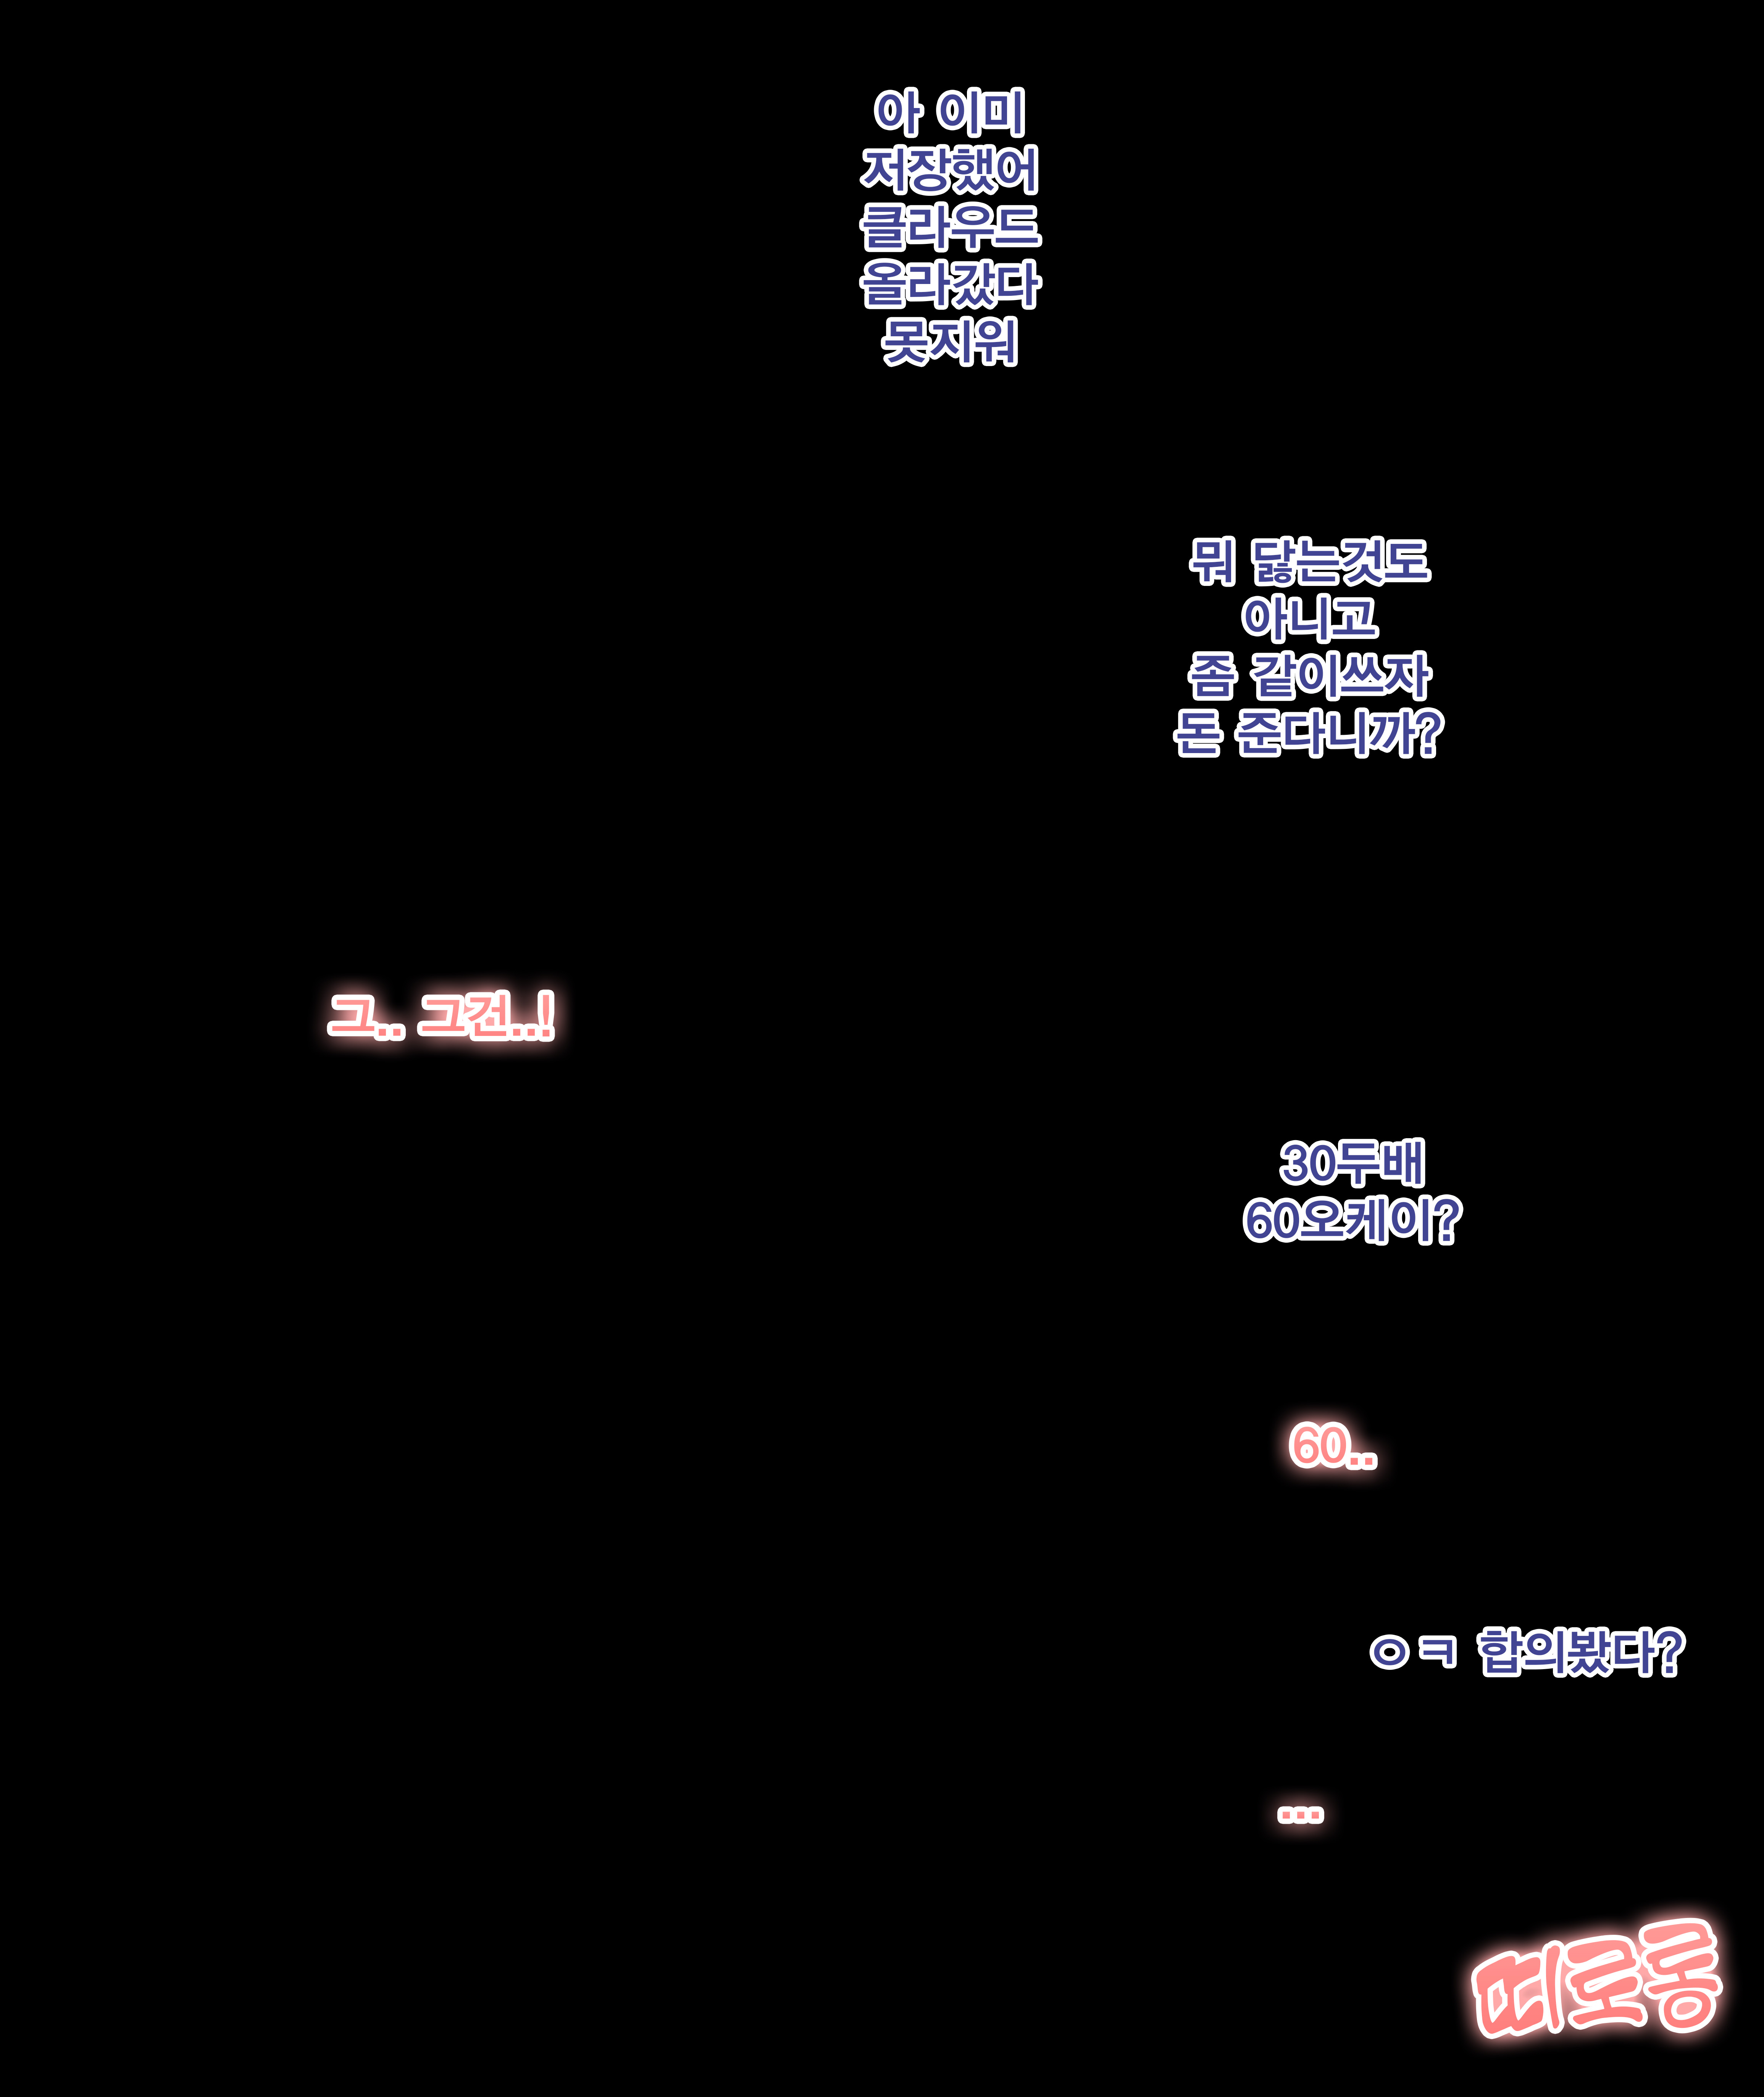 아 이미
저장했어
클라우드
올라갔다
못지워
뭐 닳는것도
아니고
좀 같이쓰자
돈 준다니까?
그.. 그건..!
30두배
60오케이?
60..
ㅇㅋ 합의봤다?
...
띠로롱